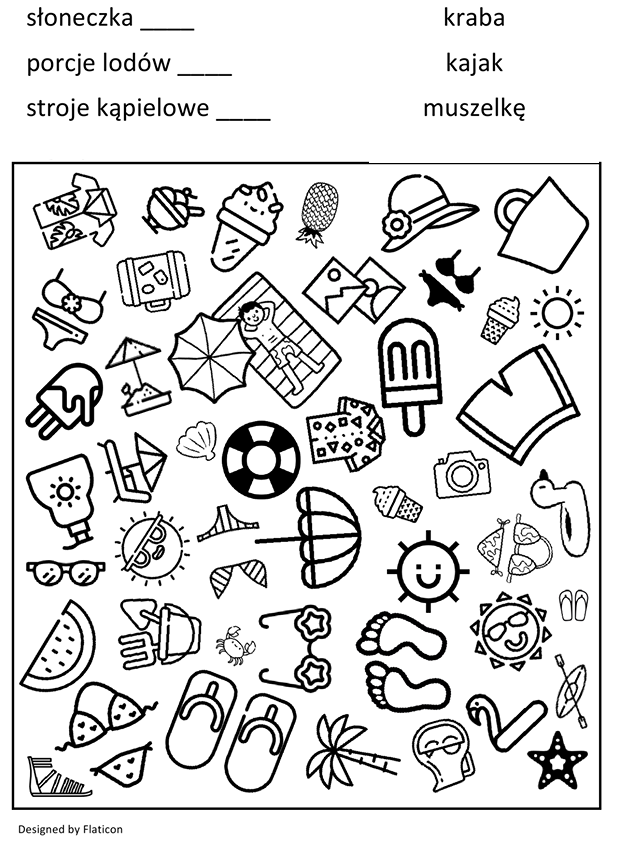 słoneczka ____ kraba
porcje lodów ____ kajak
stroje kąpielowe ____ muszelkę
Designed by Flaticon